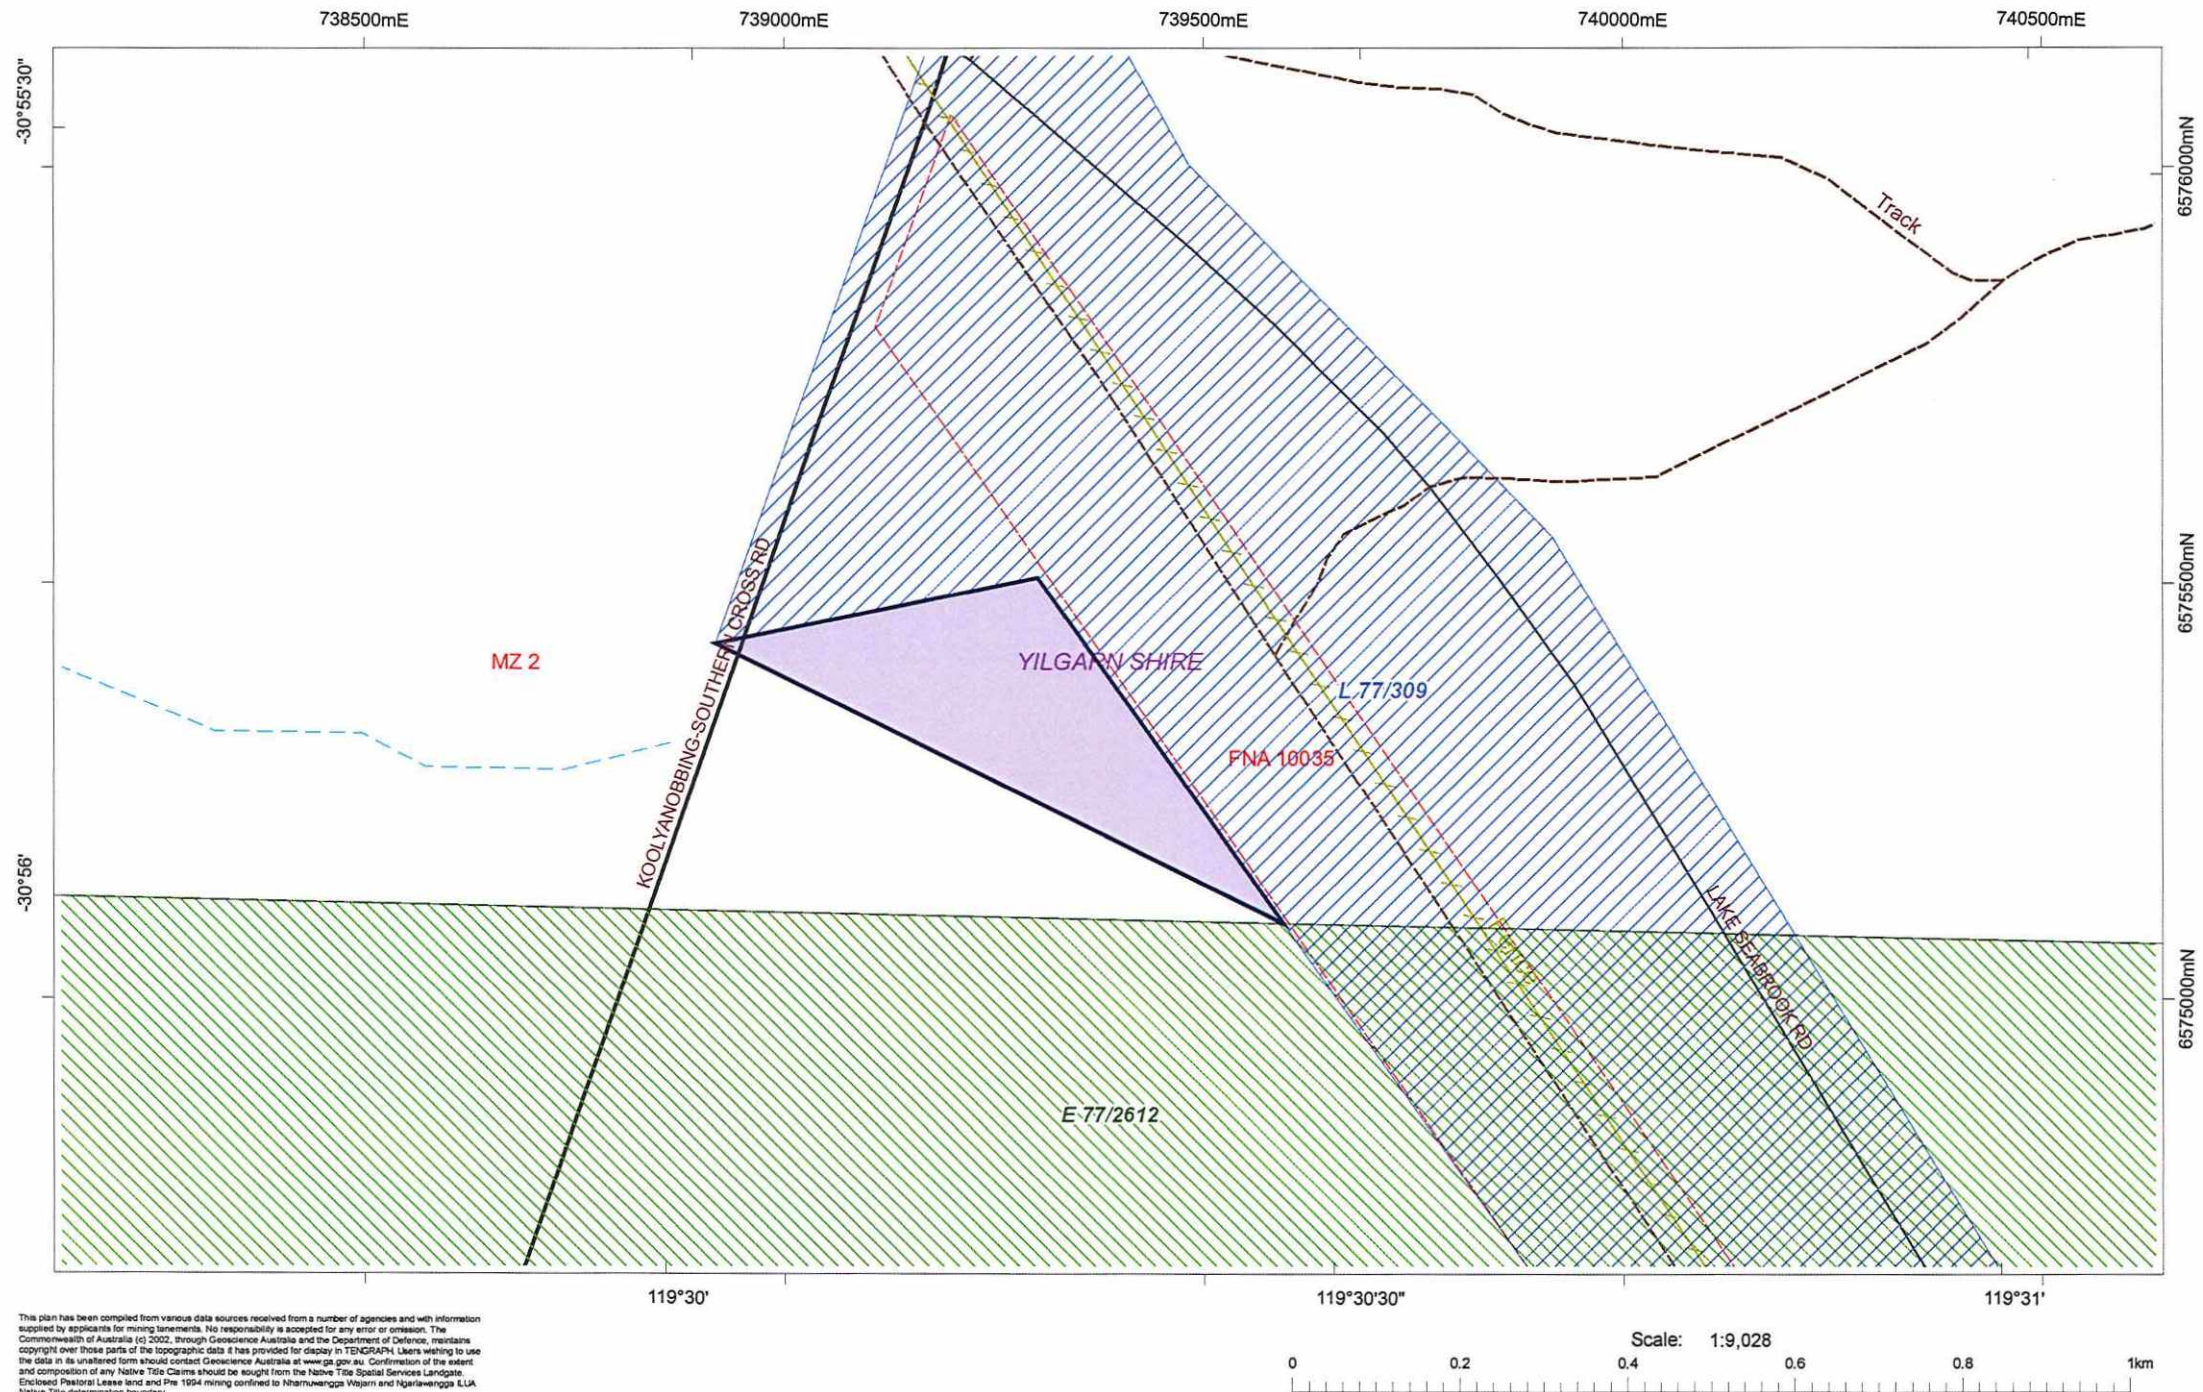 738500mE 739000mE 739500mE 740000mE 740500mE
-30°55'30"
6576000mN
Track
6575500mN
KOOLYANOBBING-SOUTHERN CROSS RD
MZ 2
YILGARN SHIRE
L 77/309
FNA 10035
-30°56'
LAKE SEABROOK RD
FENCE
6575000mN
E 77/2612
119°30' 119°30'30" 119°31'
This plan has been compiled from various data sources received from a number of agencies and with information
supplied by applicants for mining tenements. No responsibility is accepted for any error or omission. The
Commonwealth of Australia (c) 2002, through Geoscience Australia and the Department of Defence, maintains
copyright over those parts of the topographic data it has provided for display in TENGRAPH. Users wishing to use
the data in its unaltered form should contact Geoscience Australia at www.ga.gov.au. Confirmation of the extent
and composition of any Native Title Claims should be sought from the Native Title Spatial Services Landgate.
Enclosed Pastoral Lease land and Pre 1994 mining confined to Nharnuwangga Wajarri and Ngarlawangga ILUA
Native Title determination boundary.
Scale: 1:9,028
0 0.2 0.4 0.6 0.8 1km